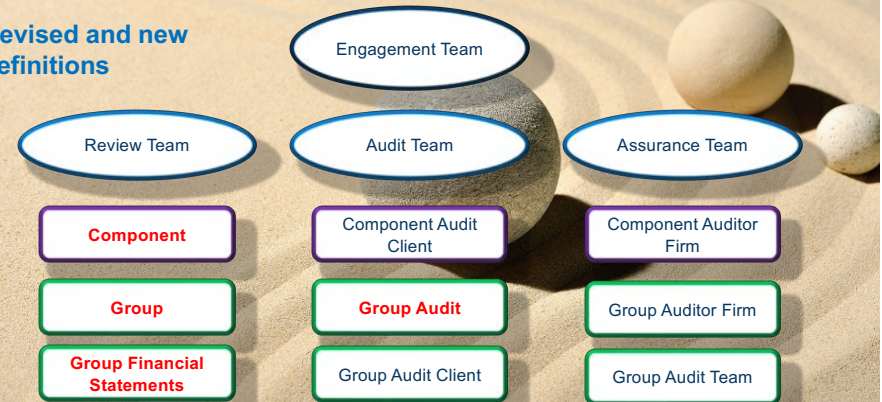 evised and new
efinitions
Engagement Team
Review Team
Audit Team
Assurance Team
Component
Component Audit
Client
Component Auditor
Firm
Group
Group Audit
Group Auditor Firm
Group Financial
Statements
Group Audit Client
Group Audit Team